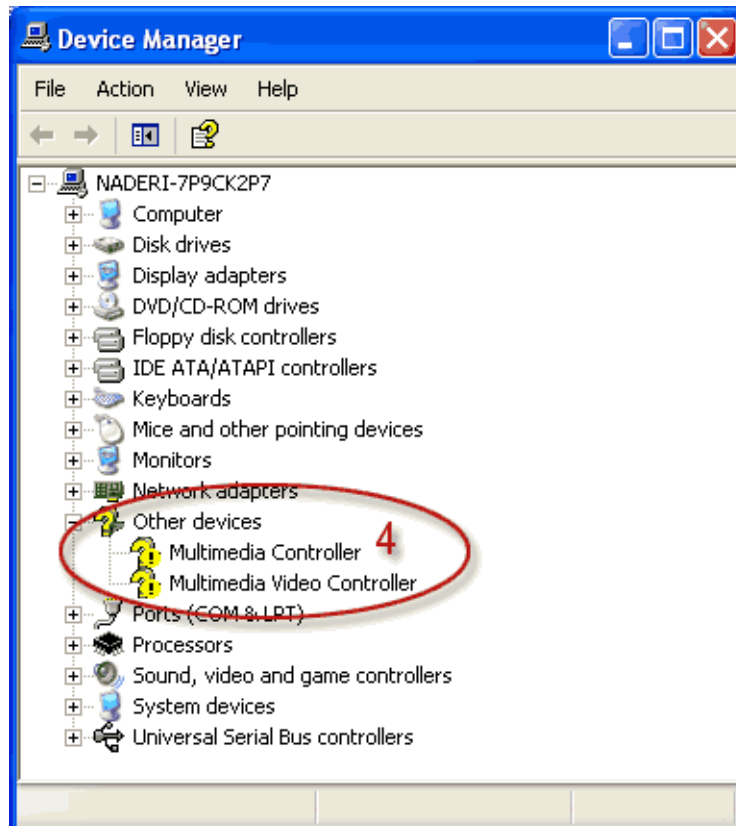 Device Manager
File Action View Help
NADERI-7P9CK2P7
Computer
Disk drives
Display adapters
DVD/CD-ROM drives
Floppy disk controllers
IDE ATA/ATAPI controllers
Keyboards
Mice and other pointing devices
Monitors
Network adapters
Other devices
Multimedia Controller 4
Multimedia Video Controller
Ports (COM & LPT)
Processors
Sound, video and game controllers
System devices
Universal Serial Bus controllers